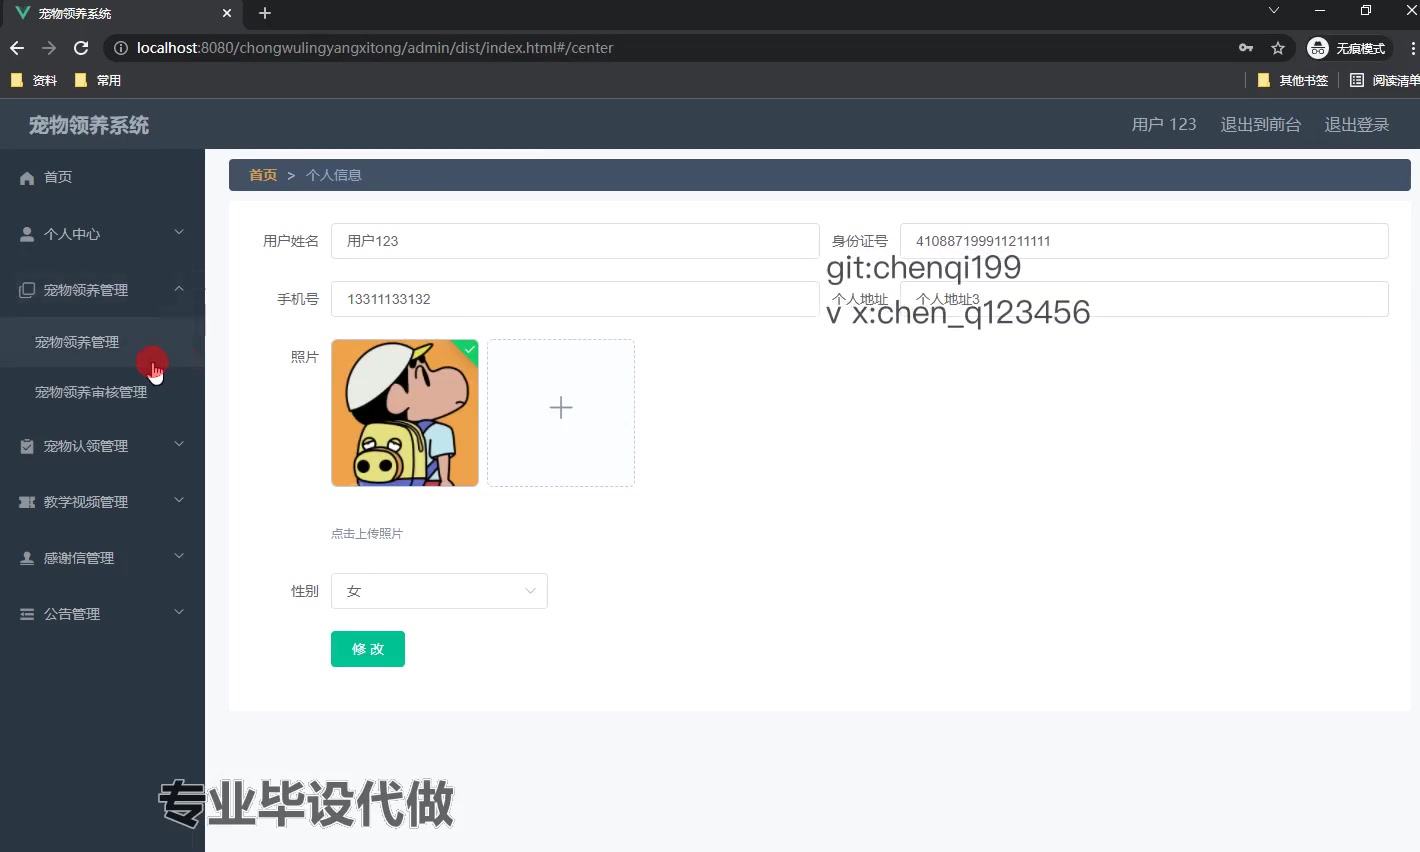 宠物领养系统
localhost:8080/chongwulingyangxitong/admin/dist/index.html#/center
无痕模式
资料
常用
其他书签
阅读清单
宠物领养系统
用户 123
退出到前台
退出登录
首页
个人中心
宠物领养管理
宠物领养管理
宠物领养审核管理
宠物认领管理
教学视频管理
感谢信管理
公告管理
首页 > 个人信息
用户姓名 用户123
身份证号 410887199911211111
git:chenqi199
手机号 13311133132
个人地址 个人地址3
v x:chen_q123456
照片
点击上传照片
性别 女
修 改
专业毕设代做